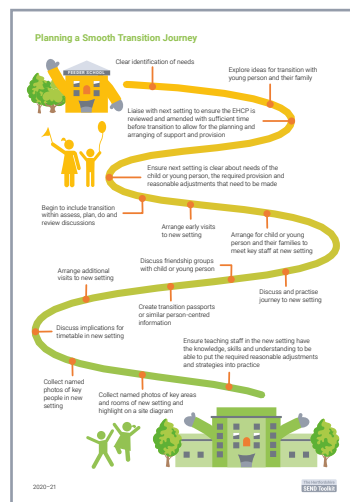 Planning a Smooth Transition Journey
FEEDER SCHOOL
Clear identification of needs
Explore ideas for transition with
young person and their family
Liaise with next setting to ensure the EHCP is
reviewed and amended with sufficient time
before transition to allow for the planning and
arranging of support and provision
Ensure next setting is clear about needs of the
child or young person, the required provision and
reasonable adjustments that need to be made
Begin to include transition
within assess, plan, do and
review discussions
Arrange early visits
to new setting
Arrange for child or young
person and their families to
meet key staff at new setting
Discuss friendship groups
with child or young person
Arrange additional
visits to new setting
Discuss and practise
journey to new setting
Create transition passports
or similar person-centred
information
Discuss implications for
timetable in new setting
Ensure teaching staff in the new setting have
the knowledge, skills and understanding to be
able to put the required reasonable adjustments
and strategies into practice
Collect named
photos of key
people in new
setting
Collect named photos of key areas
and rooms of new setting and
highlight on a site diagram
2020–21
The Hertfordshire
SEND Toolkit